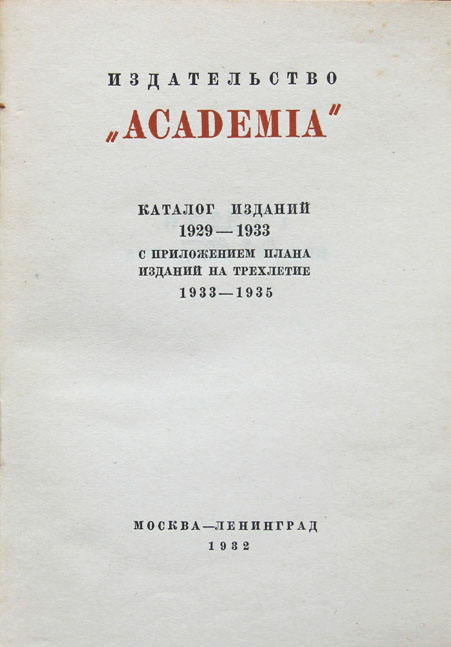 ИЗДАТЕЛЬСТВО
„ACADEMIA"
КАТАЛОГ ИЗДАНИЙ
1929—1933
С ПРИЛОЖЕНИЕМ ПЛАНА
ИЗДАНИЙ НА ТРЕХЛЕТИЕ
1933—1935
МОСКВА—ЛЕНИНГРАД
1932